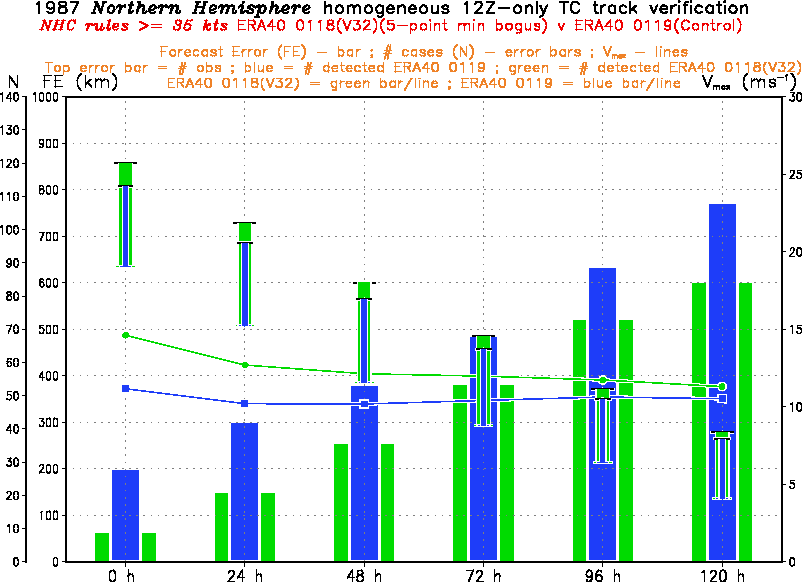 1987 Northern Hemisphere homogeneous 12Z-only TC track verification
NHC rules >= 35 kts ERA40 0118(V32)(5-point min bogus) v ERA40 0119(Control)
Forecast Error (FE) - bar ; # cases (N) - error bars ; Vmax - lines
Top error bar = # obs ; blue = # detected ERA40 0119 ; green = # detected ERA40 0118(V32)
ERA40 0118(V32) = green bar/line ; ERA40 0119 = blue bar/line
N FE (km) Vmax (ms⁻¹)
140 1000 30
130
120 900
110 800 25
100
90 700 20
80 600
70 500 15
60
50 400 10
40 300
30 200 5
20
10 100
0 0 0
0 h 24 h 48 h 72 h 96 h 120 h